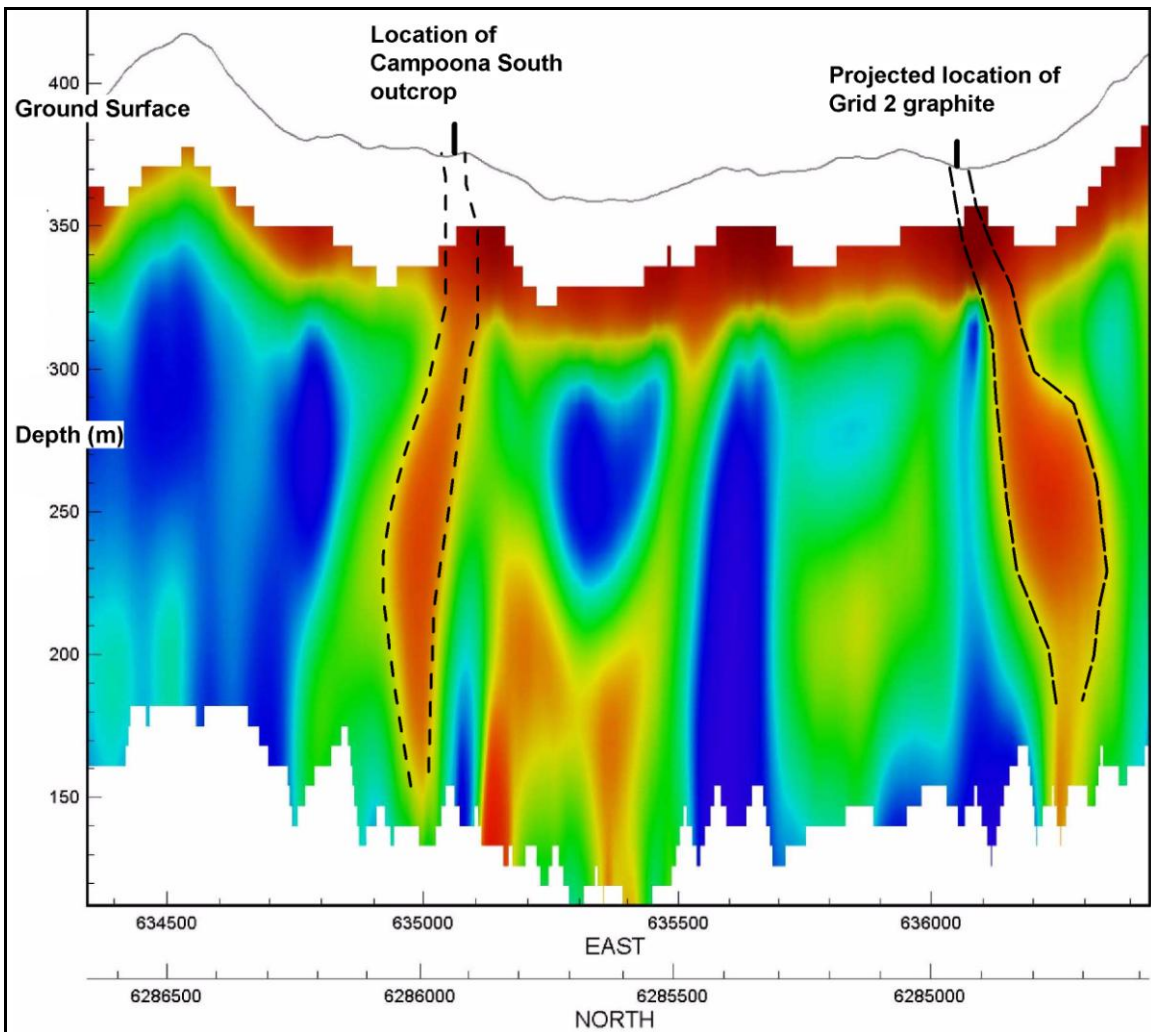 Location of
Campoona South
outcrop
Projected location of
Grid 2 graphite
400
Ground Surface
350
300
Depth (m)
250
200
150
634500
635000
635500
636000
EAST
6286500
6286000
6285500
6285000
NORTH